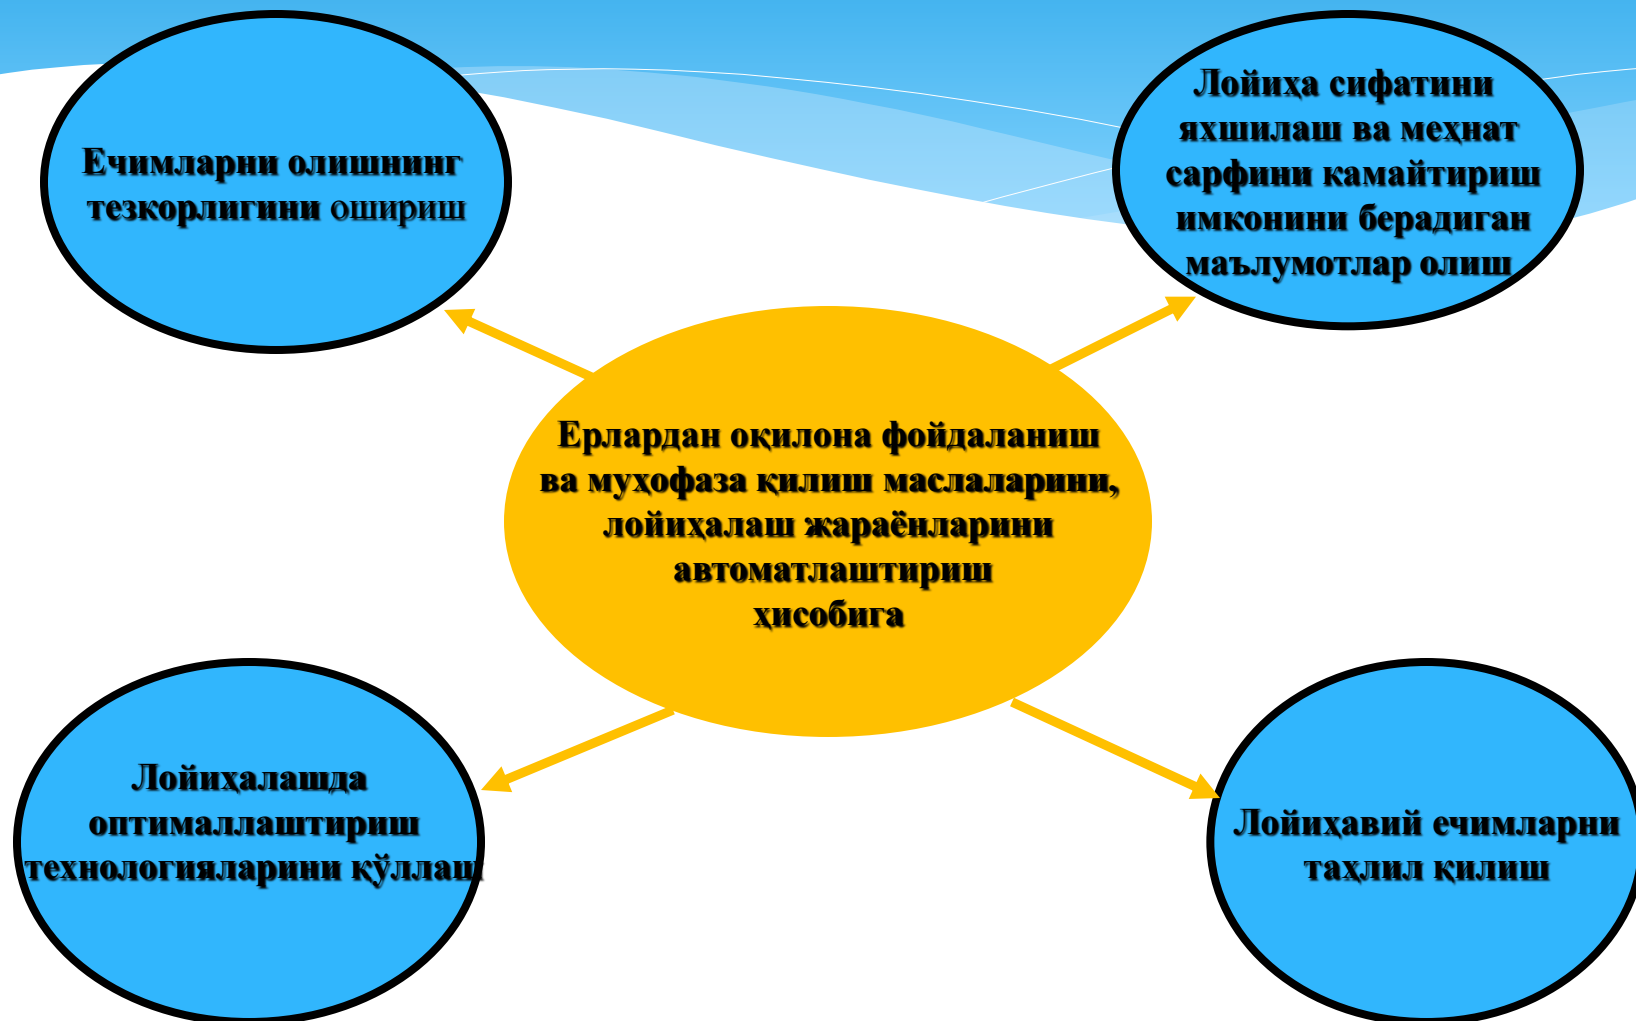 Ечимларни олишнинг
тезкорлигини ошириш
Лойиҳа сифатини
яхшилаш ва меҳнат
сарфини камайтириш
имконини берадиган
маълумотлар олиш
Ерлардан оқилона фойдаланиш
ва муҳофаза қилиш маслаларини,
лойиҳалаш жараёнларини
автоматлаштириш
ҳисобига
Лойиҳалашда
оптималлаштириш
технологияларини қўллаш
Лойиҳавий ечимларни
таҳлил қилиш